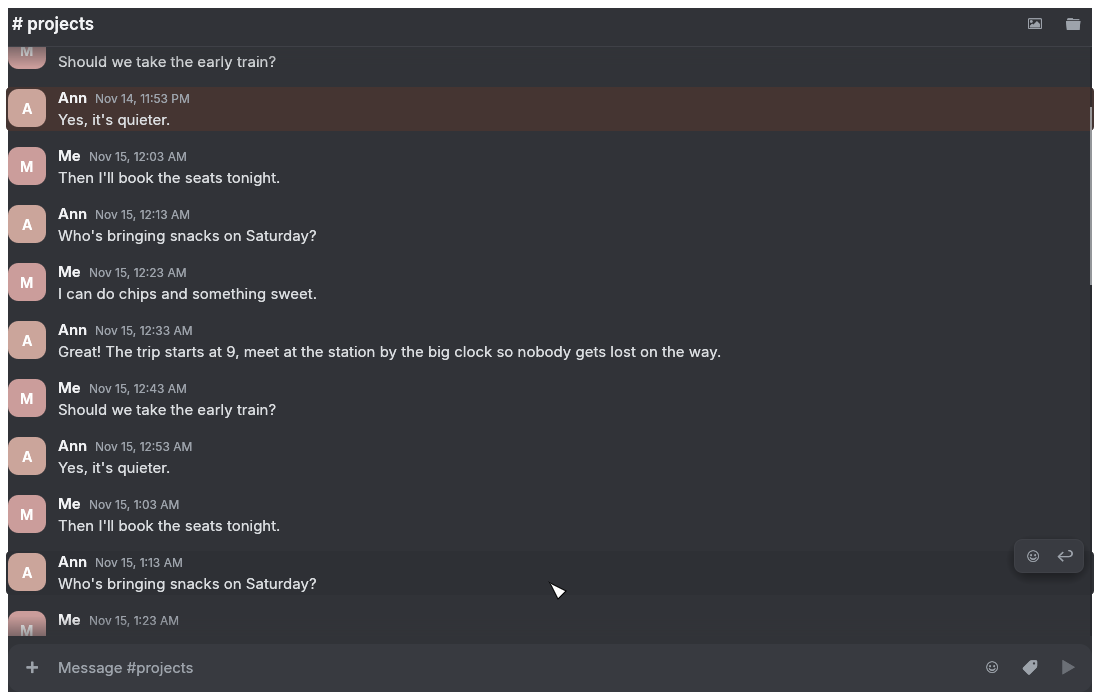 # projects
M
Should we take the early train?
A
Ann Nov 14, 11:53 PM
Yes, it's quieter.
M
Me Nov 15, 12:03 AM
Then I'll book the seats tonight.
A
Ann Nov 15, 12:13 AM
Who's bringing snacks on Saturday?
M
Me Nov 15, 12:23 AM
I can do chips and something sweet.
A
Ann Nov 15, 12:33 AM
Great! The trip starts at 9, meet at the station by the big clock so nobody gets lost on the way.
M
Me Nov 15, 12:43 AM
Should we take the early train?
A
Ann Nov 15, 12:53 AM
Yes, it's quieter.
M
Me Nov 15, 1:03 AM
Then I'll book the seats tonight.
A
Ann Nov 15, 1:13 AM
Who's bringing snacks on Saturday?
M
Me Nov 15, 1:23 AM
Message #projects